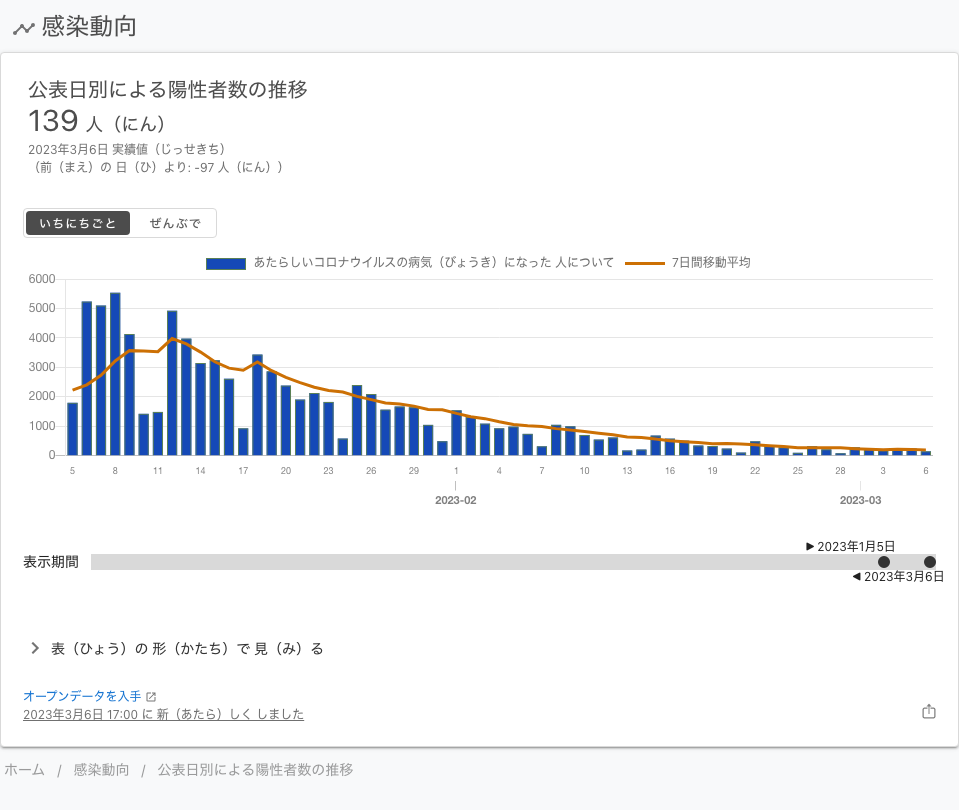 感染動向
公表日別による陽性者数の推移
139 人（にん）
2023年3月6日 実績値（じっせきち）
（前（まえ）の 日（ひ）より: -97 人（にん））
いちにちごと ぜんぶで
あたらしいコロナウイルスの病気（びょうき）になった 人について 7日間移動平均
6000
5000
4000
3000
2000
1000
0
5 8 11 14 17 20 23 26 29 1 4 7 10 13 16 19 22 25 28 3 6
2023-02 2023-03
2023年1月5日
表示期間
2023年3月6日
表（ひょう）の 形（かたち）で 見（み）る
オープンデータを入手
2023年3月6日 17:00 に 新（あたら）しく しました
ホーム / 感染動向 / 公表日別による陽性者数の推移